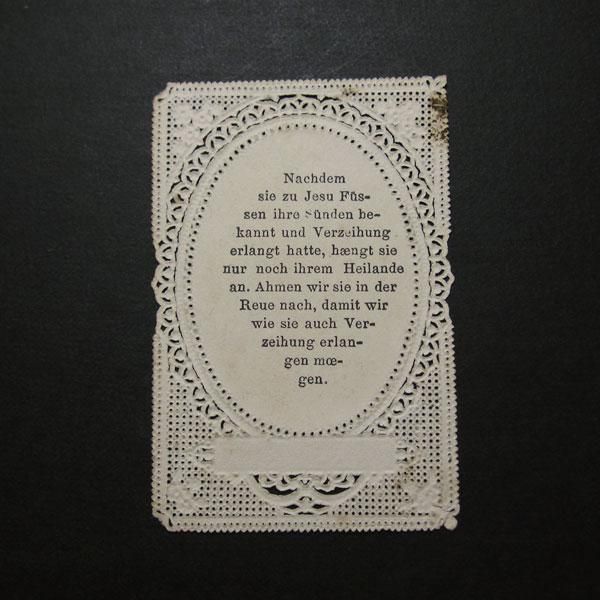 Nachdem
sie zu Jesu Füs-
sen ihre Sünden be-
kannt und Verzeihung
erlangt hatte, hængt sie
nur noch ihrem Heilande
an. Ahmen wir sie in der
Reue nach, damit wir
wie sie auch Ver-
zeihung erlan-
gen mœ-
gen.